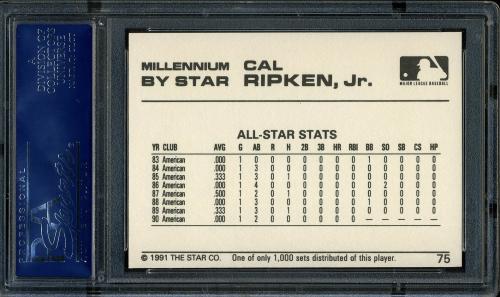 A
DIVISION OF
COLLECTORS
UNIVERSE
PROFESSIONAL
PSA
MILLENNIUM
BY STAR
CAL
RIPKEN, Jr.
MAJOR LEAGUE BASEBALL
ALL-STAR STATS
YR CLUB AVG G AB R H 2B 3B HR RBI BB SO SB CS HP
83 American .000 1 0 0 0 0 0 0 0 1 0 0 0 0
84 American .000 1 3 0 0 0 0 0 0 0 0 0 0 0
85 American .333 1 3 0 1 0 0 0 0 0 0 0 0 0
86 American .000 1 4 0 0 0 0 0 0 0 2 0 0 0
87 American .500 1 2 0 1 0 0 0 0 0 0 0 0 0
88 American .000 1 3 0 0 0 0 0 0 1 0 0 0 0
89 American .333 1 3 0 1 1 0 0 0 0 0 0 0 0
90 American .000 1 2 0 0 0 0 0 0 1 0 0 0 0
© 1991 THE STAR CO. One of only 1,000 sets distributed of this player. 75